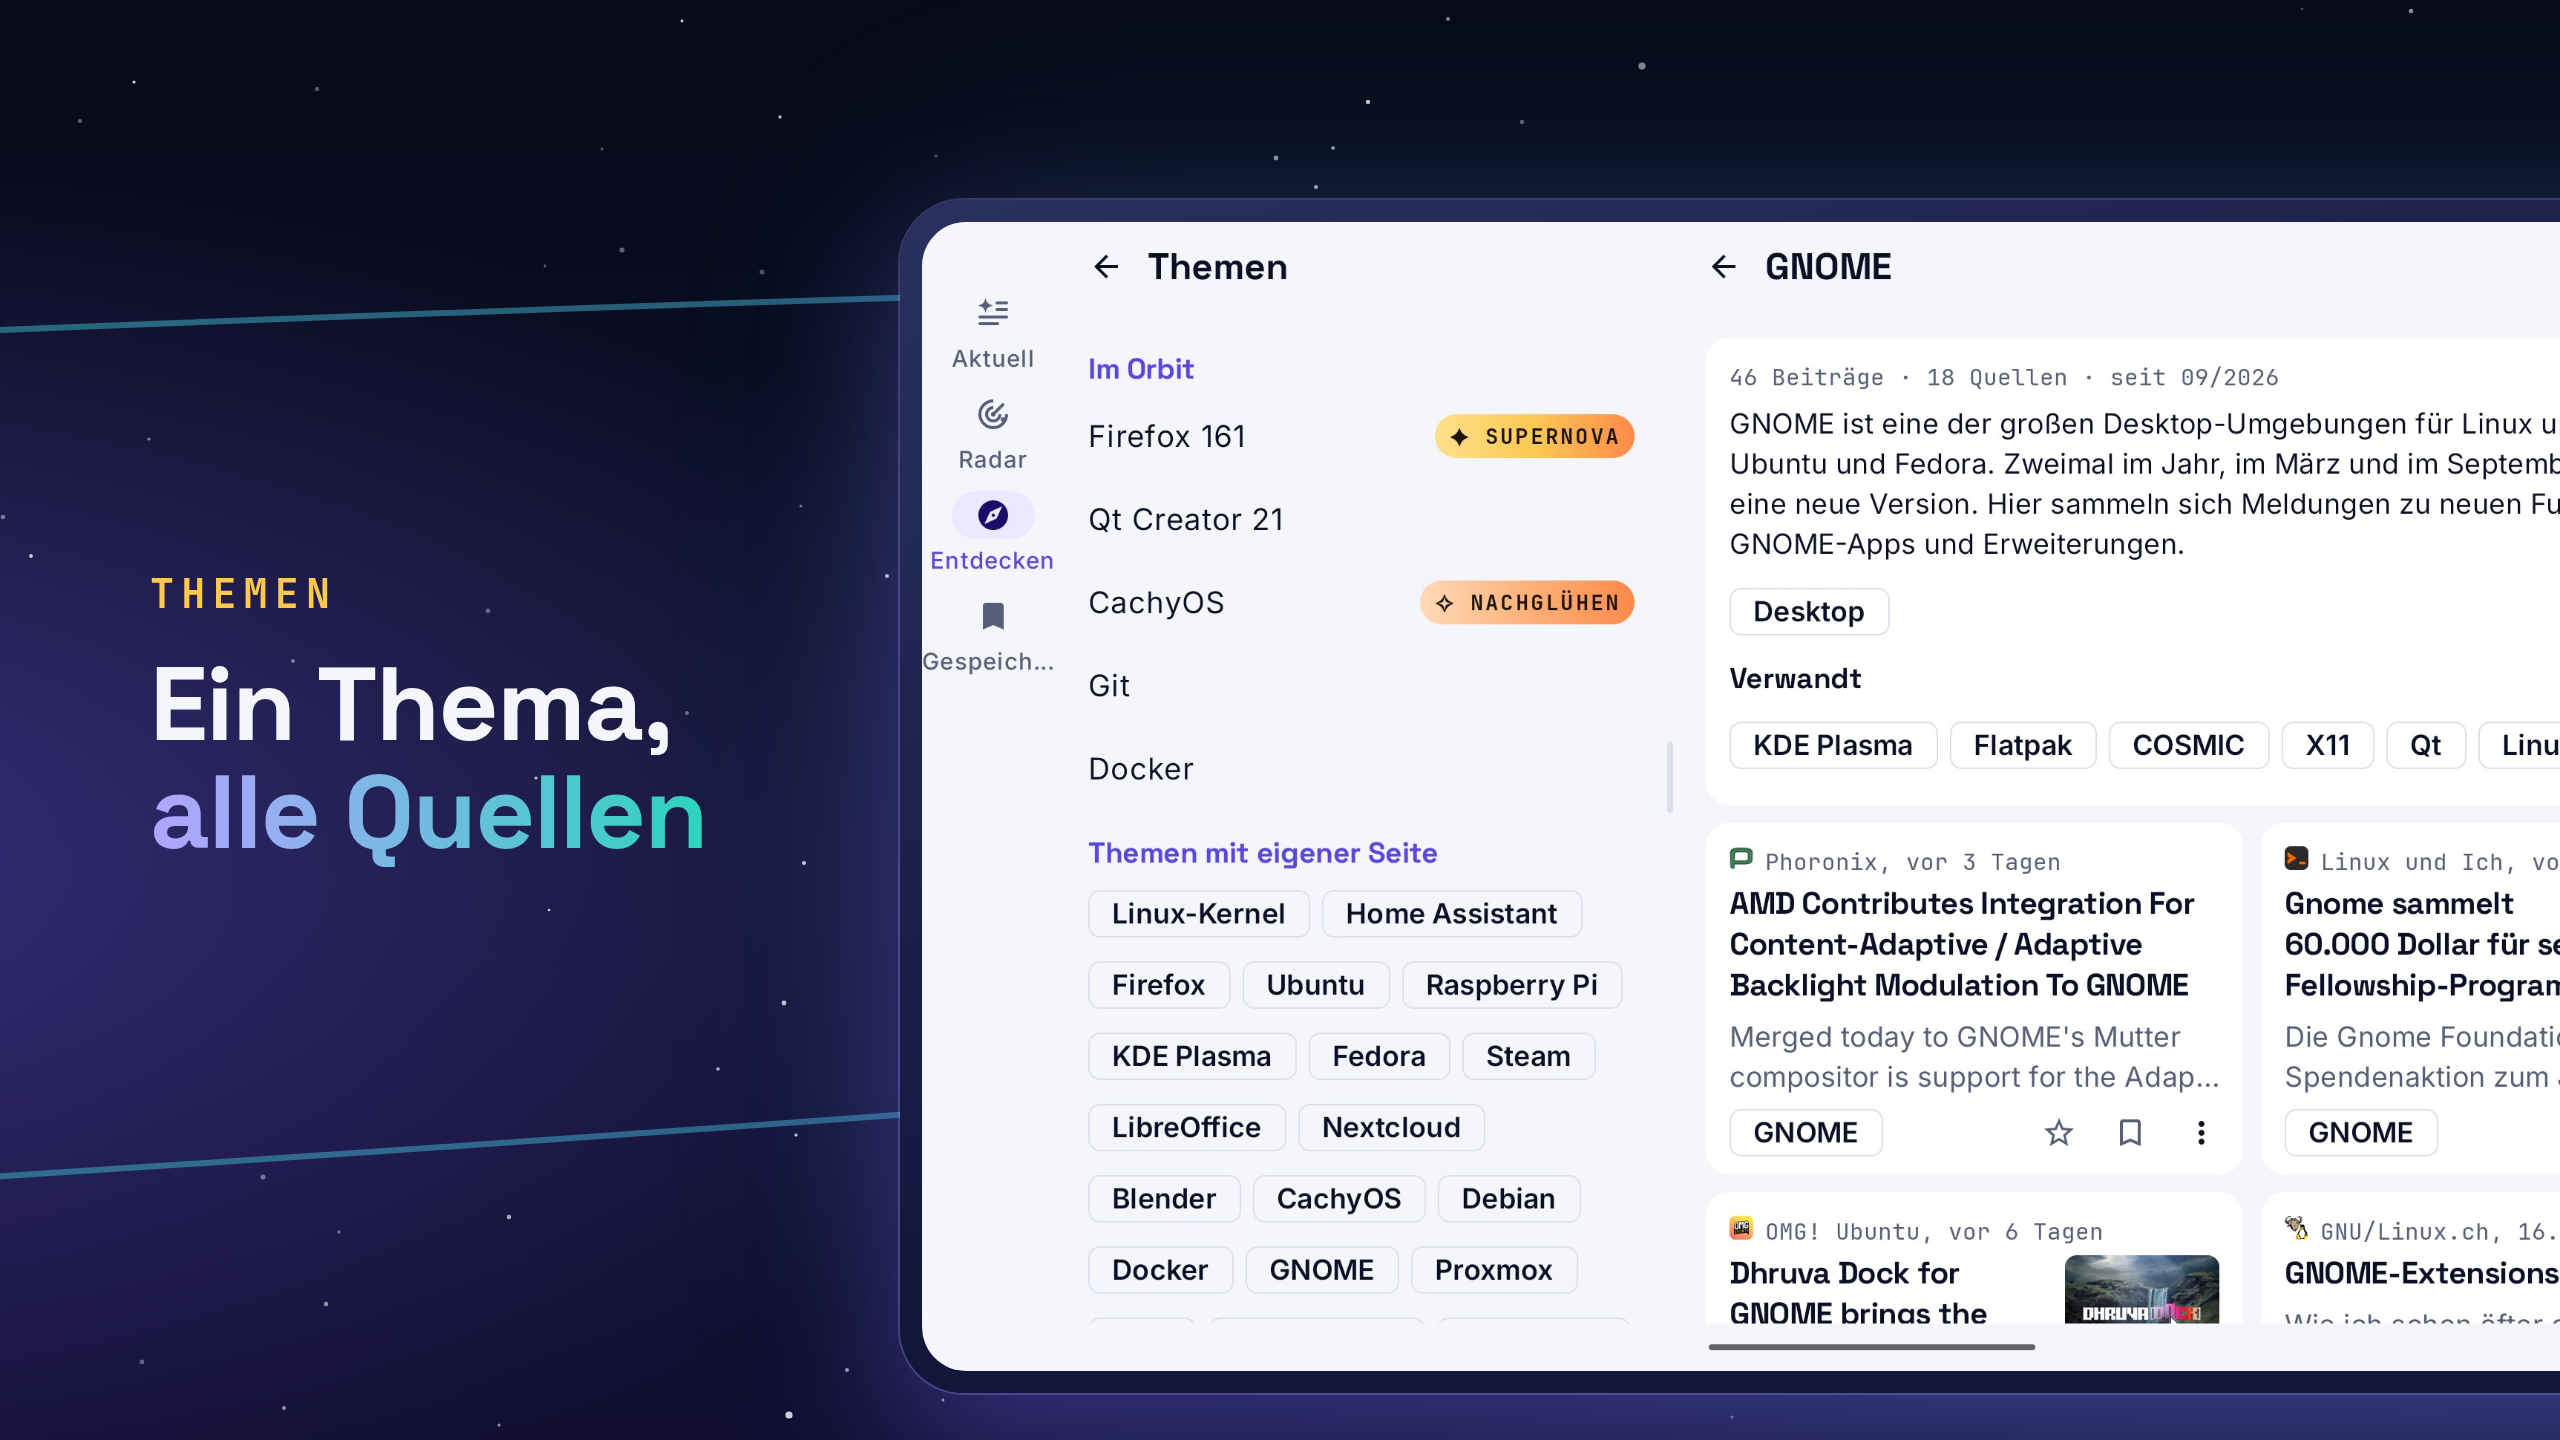 THEMEN
Ein Thema,
alle Quellen
Aktuell
Radar
Entdecken
Gespeich...
Themen
Im Orbit
Firefox 161
SUPERNOVA
Qt Creator 21
CachyOS
NACHGLÜHEN
Git
Docker
Themen mit eigener Seite
Linux-Kernel
Home Assistant
Firefox
Ubuntu
Raspberry Pi
KDE Plasma
Fedora
Steam
LibreOffice
Nextcloud
Blender
CachyOS
Debian
Docker
GNOME
Proxmox
GNOME
46 Beiträge · 18 Quellen · seit 09/2026
GNOME ist eine der großen Desktop-Umgebungen für Linux u
Ubuntu und Fedora. Zweimal im Jahr, im März und im Septemb
eine neue Version. Hier sammeln sich Meldungen zu neuen Fu
GNOME-Apps und Erweiterungen.
Desktop
Verwandt
KDE Plasma
Flatpak
COSMIC
X11
Qt
Linu
Phoronix, vor 3 Tagen
AMD Contributes Integration For
Content-Adaptive / Adaptive
Backlight Modulation To GNOME
Merged today to GNOME's Mutter
compositor is support for the Adap...
GNOME
Linux und Ich, vo
Gnome sammelt
60.000 Dollar für se
Fellowship-Program
Die Gnome Foundatio
Spendenaktion zum
GNOME
OMG! Ubuntu, vor 6 Tagen
Dhruva Dock for
GNOME brings the
DHRUVA DOCK
GNU/Linux.ch, 16.
GNOME-Extensions
Wie ich schon öfter